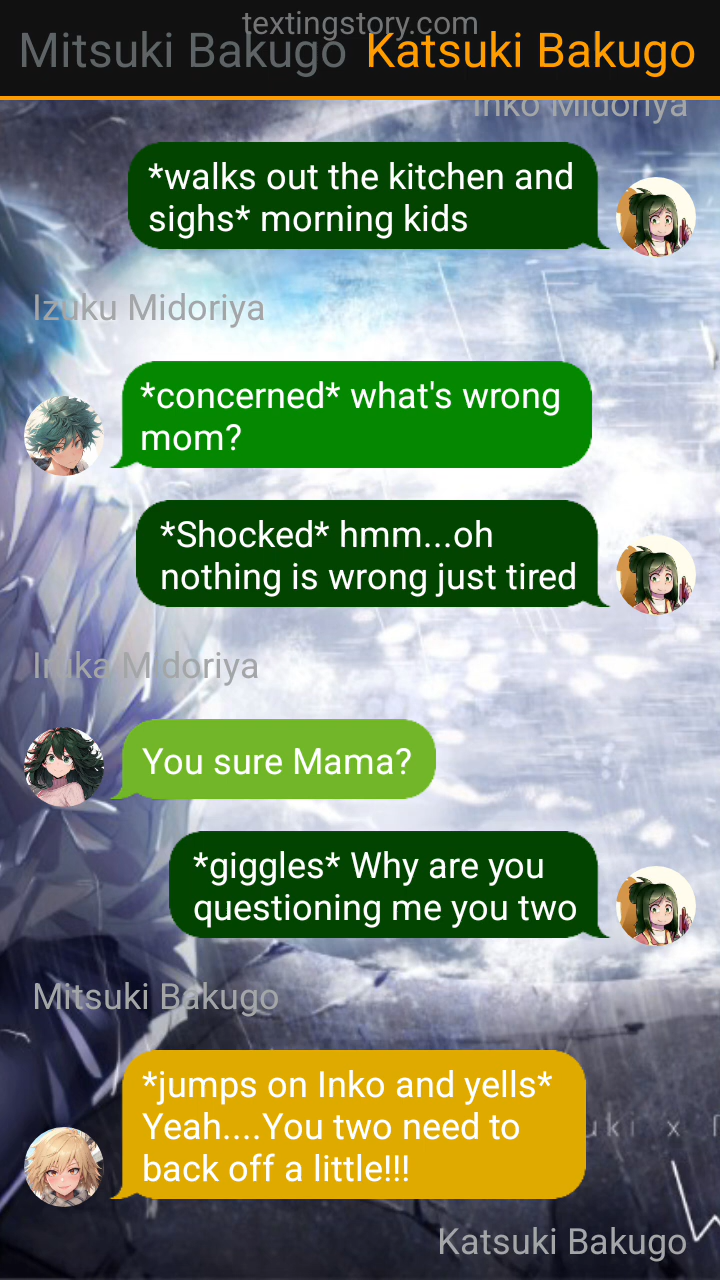 textingstory.com
Mitsuki Bakugo Katsuki Bakugo
Inko Midoriya
*walks out the kitchen and
sighs* morning kids
Izuku Midoriya
*concerned* what's wrong
mom?
*Shocked* hmm...oh
nothing is wrong just tired
Midoriya
You sure Mama?
*giggles* Why are you
questioning me you two
Mitsuki Bakugo
*jumps on Inko and yells*
Yeah....You two need to
back off a little!!!
uki x
Katsuki Bakugo